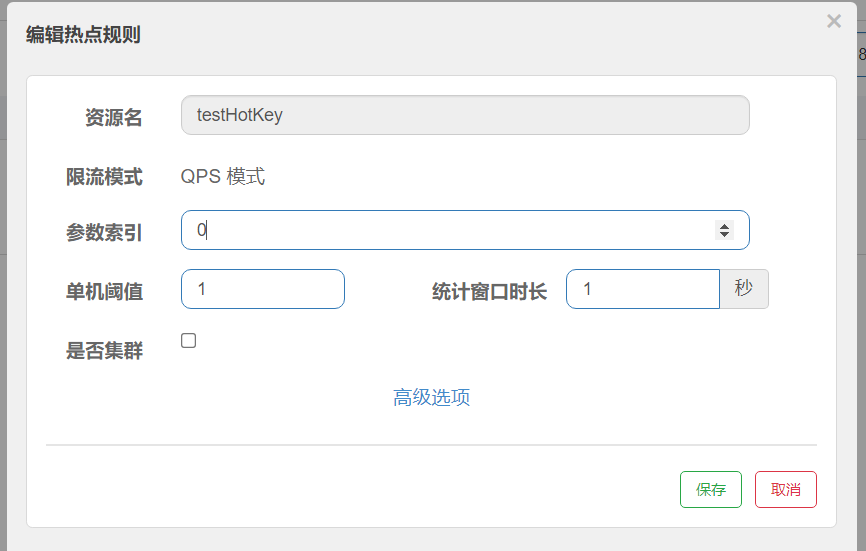 编辑热点规则
×
8
资源名 testHotKey
限流模式 QPS 模式
参数索引 0
单机阈值 1 统计窗口时长 1 秒
是否集群
高级选项
保存 取消